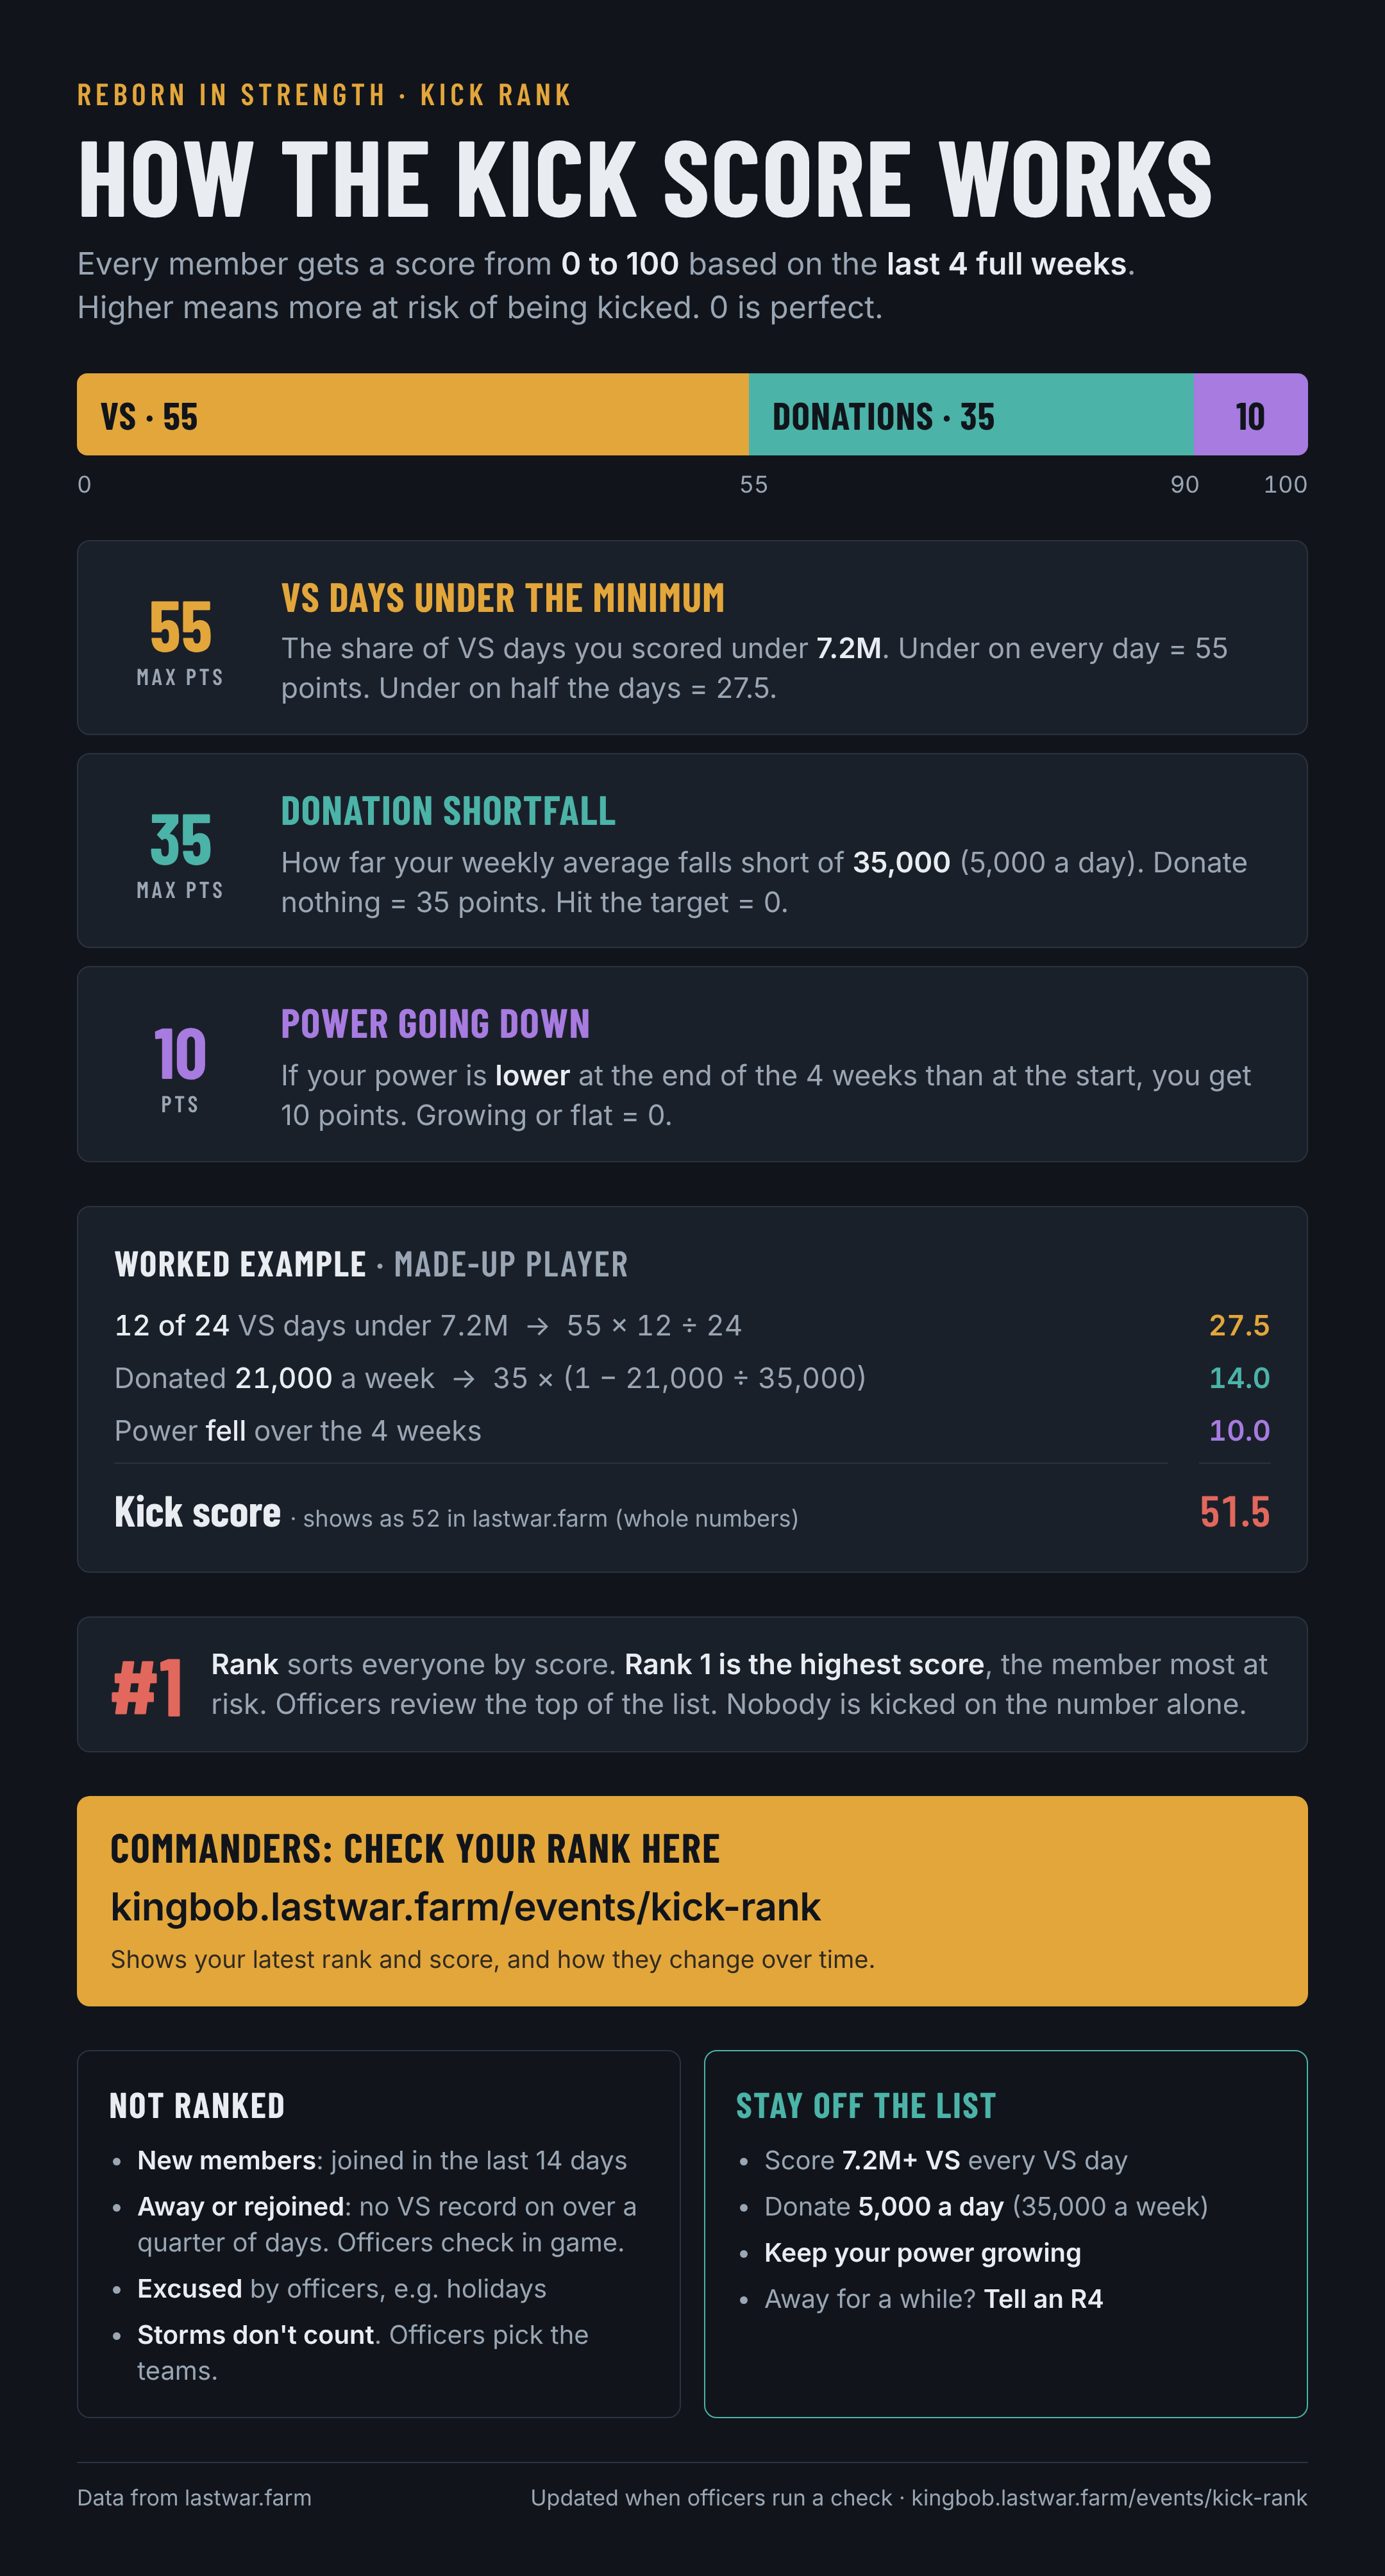 REBORN IN STRENGTH · KICK RANK
HOW THE KICK SCORE WORKS
Every member gets a score from 0 to 100 based on the last 4 full weeks.
Higher means more at risk of being kicked. 0 is perfect.
VS · 55
DONATIONS · 35
10
0
55
90
100
55
MAX PTS
VS DAYS UNDER THE MINIMUM
The share of VS days you scored under 7.2M. Under on every day = 55
points. Under on half the days = 27.5.
35
MAX PTS
DONATION SHORTFALL
How far your weekly average falls short of 35,000 (5,000 a day). Donate
nothing = 35 points. Hit the target = 0.
10
PTS
POWER GOING DOWN
If your power is lower at the end of the 4 weeks than at the start, you get
10 points. Growing or flat = 0.
WORKED EXAMPLE · MADE-UP PLAYER
12 of 24 VS days under 7.2M → 55 × 12 ÷ 24 27.5
Donated 21,000 a week → 35 × (1 − 21,000 ÷ 35,000) 14.0
Power fell over the 4 weeks 10.0
Kick score · shows as 52 in lastwar.farm (whole numbers) 51.5
#1
Rank sorts everyone by score. Rank 1 is the highest score, the member most at
risk. Officers review the top of the list. Nobody is kicked on the number alone.
COMMANDERS: CHECK YOUR RANK HERE
kingbob.lastwar.farm/events/kick-rank
Shows your latest rank and score, and how they change over time.
NOT RANKED
• New members: joined in the last 14 days
• Away or rejoined: no VS record on over a
quarter of days. Officers check in game.
• Excused by officers, e.g. holidays
• Storms don't count. Officers pick the
teams.
STAY OFF THE LIST
• Score 7.2M+ VS every VS day
• Donate 5,000 a day (35,000 a week)
• Keep your power growing
• Away for a while? Tell an R4
Data from lastwar.farm
Updated when officers run a check · kingbob.lastwar.farm/events/kick-rank